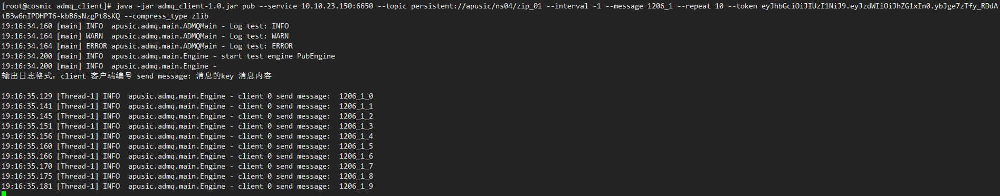 [root@cosmic admq_client]# java -jar admq_client-1.0.jar pub --service 10.10.23.150:6650 --topic persistent://apusic/ns04/zip_01 --interval -1 --message 1206_1 --repeat 10 --token eyJhbGciOiJIUzI1NiJ9.eyJzdWIiOiJhZG1xIn0.ybJge7zTfy_RDdA
tB3w6nIPDHPT6-kbB6sNzgPt8sKQ --compress_type zlib
19:16:34.160 [main] INFO  apusic.admq.main.ADMQMain - Log test: INFO
19:16:34.164 [main] WARN  apusic.admq.main.ADMQMain - Log test: WARN
19:16:34.164 [main] ERROR apusic.admq.main.ADMQMain - Log test: ERROR
19:16:34.200 [main] INFO  apusic.admq.main.Engine - start test engine PubEngine
19:16:34.200 [main] INFO  apusic.admq.main.Engine -
输出日志格式：client 客户端编号 send message: 消息的key 消息内容
19:16:35.129 [Thread-1] INFO  apusic.admq.main.Engine - client 0 send message:  1206_1_0
19:16:35.141 [Thread-1] INFO  apusic.admq.main.Engine - client 0 send message:  1206_1_1
19:16:35.145 [Thread-1] INFO  apusic.admq.main.Engine - client 0 send message:  1206_1_2
19:16:35.151 [Thread-1] INFO  apusic.admq.main.Engine - client 0 send message:  1206_1_3
19:16:35.156 [Thread-1] INFO  apusic.admq.main.Engine - client 0 send message:  1206_1_4
19:16:35.160 [Thread-1] INFO  apusic.admq.main.Engine - client 0 send message:  1206_1_5
19:16:35.166 [Thread-1] INFO  apusic.admq.main.Engine - client 0 send message:  1206_1_6
19:16:35.170 [Thread-1] INFO  apusic.admq.main.Engine - client 0 send message:  1206_1_7
19:16:35.175 [Thread-1] INFO  apusic.admq.main.Engine - client 0 send message:  1206_1_8
19:16:35.181 [Thread-1] INFO  apusic.admq.main.Engine - client 0 send message:  1206_1_9